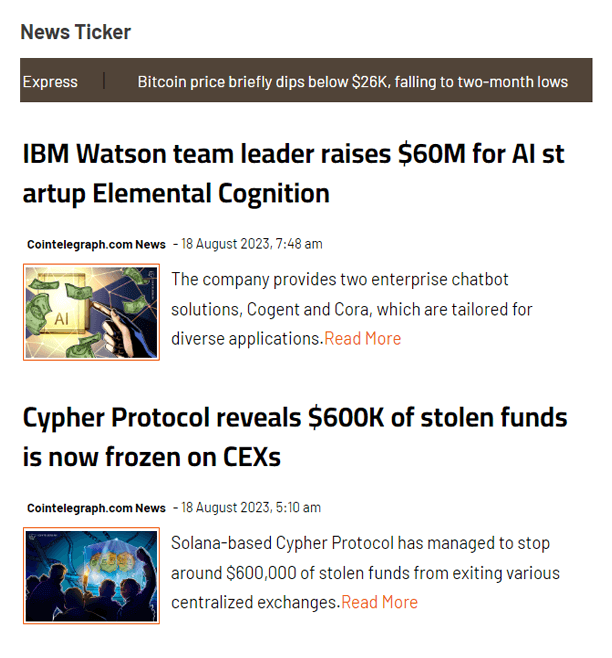 News Ticker
Express | Bitcoin price briefly dips below $26K, falling to two-month lows
IBM Watson team leader raises $60M for AI st
artup Elemental Cognition
Cointelegraph.com News - 18 August 2023, 7:48 am
AI
The company provides two enterprise chatbot
solutions, Cogent and Cora, which are tailored for
diverse applications.Read More
Cypher Protocol reveals $600K of stolen funds
is now frozen on CEXs
Cointelegraph.com News - 18 August 2023, 5:10 am
Solana-based Cypher Protocol has managed to stop
around $600,000 of stolen funds from exiting various
centralized exchanges.Read More